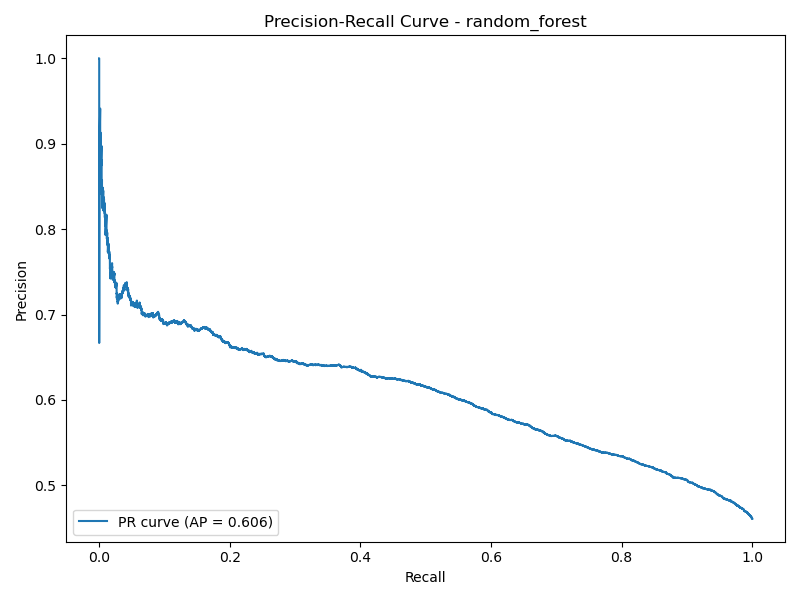 Precision-Recall Curve - random_forest
1.0
0.9
0.8
0.7
0.6
0.5
Precision
PR curve (AP = 0.606)
0.0 0.2 0.4 0.6 0.8 1.0
Recall